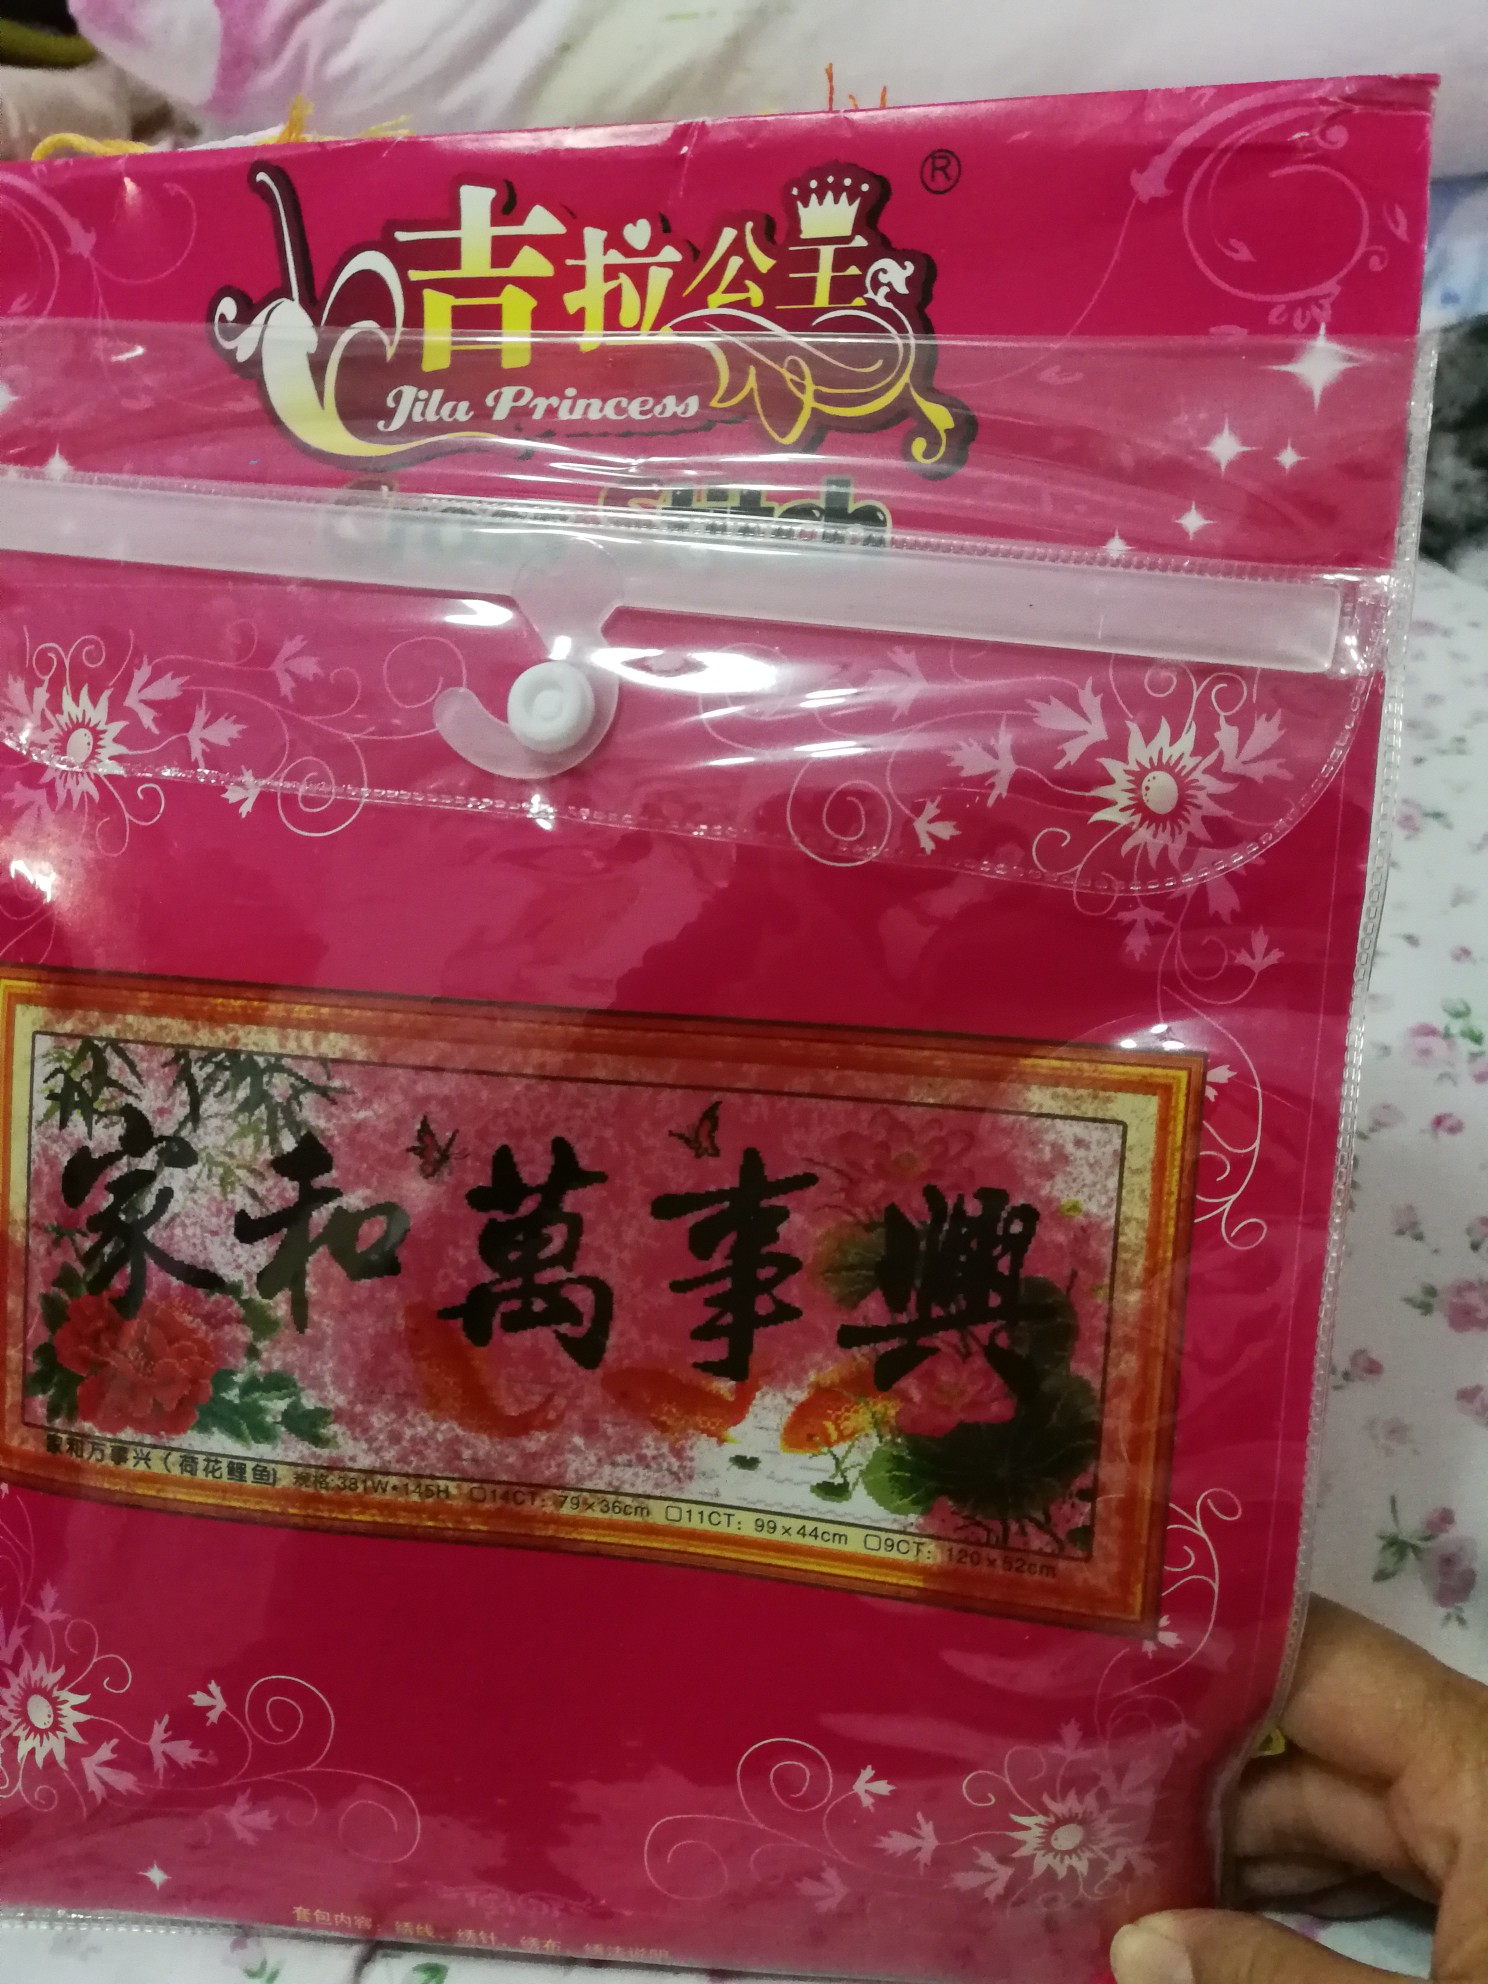 吉拉公主
®
Jila Princess
Cross Stitch
家和萬事興
家和万事兴(荷花鲤鱼) 规格:381W*145H □14CT: 79×36cm □11CT: 99×44cm □9CT: 120×52cm
套包内容: 绣线、绣针、绣布、绣法说明